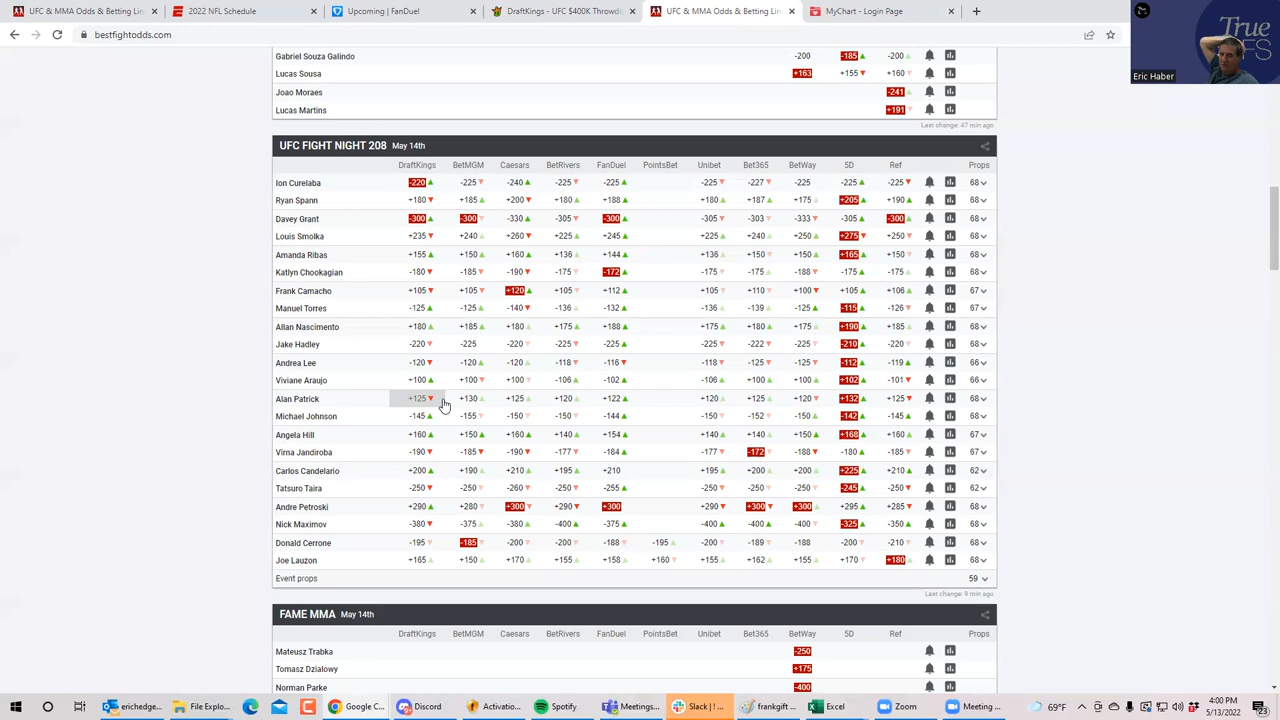 UFC & MMA Odds & Betting Lin
2022 NFL Schedule
Upcoming | FanDuel
DraftKings - UFC $400K Throwdo
UFC & MMA Odds & Betting Lin
MyChart - Login Page
bestfightodds.com
True
DFS
Eric Haber
Gabriel Souza Galindo -200 -185 -200
Lucas Sousa +163 +155 +160
Joao Moraes -241
Lucas Martins +191
Last change: 47 min ago
UFC FIGHT NIGHT 208 May 14th
DraftKings BetMGM Caesars BetRivers FanDuel PointsBet Unibet Bet365 BetWay 5D Ref Props
Ion Cutelaba -220 -225 -240 -225 -225 -225 -227 -225 -225 -225 68
Ryan Spann +180 +185 +200 +180 +188 +180 +187 +175 +205 +190 68
Davey Grant -300 -300 -330 -305 -300 -305 -303 -333 -305 -300 68
Louis Smolka +235 +240 +260 +225 +245 +225 +240 +250 +275 +250 68
Amanda Ribas +155 +150 +160 +136 +144 +136 +150 +150 +165 +150 68
Katlyn Chookagian -180 -185 -190 -175 -172 -175 -175 -188 -175 -175 68
Frank Camacho +105 +105 +120 +105 +112 +105 +110 +100 +105 +106 67
Manuel Torres -125 -125 -140 -136 -132 -136 -139 -125 -115 -126 67
Allan Nascimento +180 +185 +180 +175 +188 +175 +180 +175 +190 +185 68
Jake Hadley -220 -225 -220 -225 -225 -225 -222 -225 -210 -220 68
Andrea Lee -120 -120 -120 -118 -116 -118 -125 -125 -112 -119 66
Viviane Araujo +100 +100 +100 -106 -102 -106 +100 +100 +102 -101 66
Alan Patrick +125 +130 +125 +120 +122 +120 +125 +120 +132 +125 68
Michael Johnson -145 -155 -150 -150 -144 -150 -152 -150 -142 -145 68
Angela Hill +160 +150 +160 +140 +154 +140 +140 +150 +168 +160 67
Virna Jandiroba -190 -185 -190 -177 -184 -177 -172 -188 -180 -185 67
Carlos Candelario +200 +190 +210 +195 +210 +195 +200 +200 +225 +210 62
Tatsuro Taira -250 -250 -260 -250 -255 -250 -250 -250 -245 -250 62
Andre Petroski +290 +280 +300 +290 +300 +290 +300 +300 +295 +285 68
Nick Maximov -380 -375 -380 -400 -375 -400 -400 -400 -325 -350 68
Donald Cerrone -195 -185 -200 -200 -188 -195 -200 -189 -188 -200 -210 68
Joe Lauzon +165 +150 +170 +155 +158 +160 +155 +162 +155 +170 +180 68
Event props 59
Last change: 9 min ago
FAME MMA May 14th
DraftKings BetMGM Caesars BetRivers FanDuel PointsBet Unibet Bet365 BetWay 5D Ref Props
Mateusz Trabka -250
Tomasz Dzialowy +175
Norman Parke -400
erichedge...
File Explo...
Google C...
Discord
Activation...
Spotify
Meetings...
Slack | ! ...
frankgift...
Excel
Zoom
Meeting ...
69°F
4:00 PM
5/13/2022